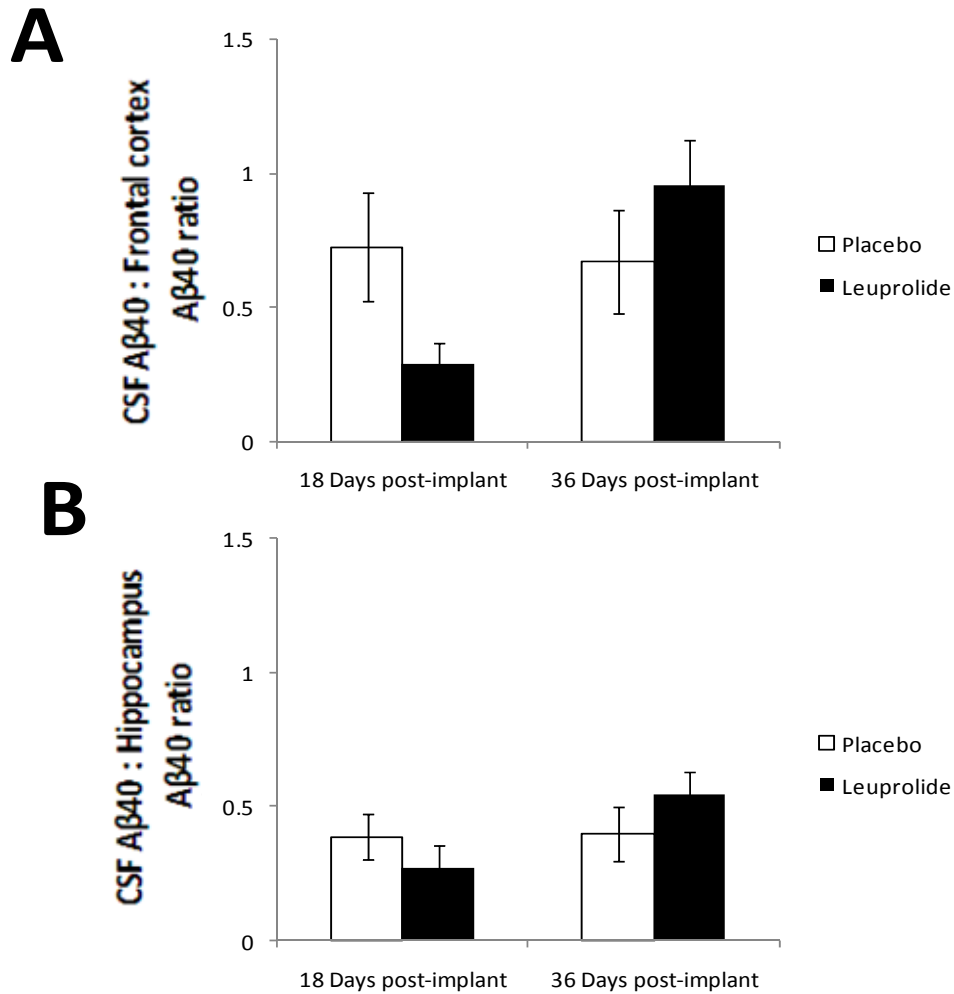 A
1.5
1
0.5
0
CSF Aβ40 : Frontal cortex
Aβ40 ratio
18 Days post-implant
36 Days post-implant
Placebo
Leuprolide
B
1.5
1
0.5
0
CSF Aβ40 : Hippocampus
Aβ40 ratio
18 Days post-implant
36 Days post-implant
Placebo
Leuprolide